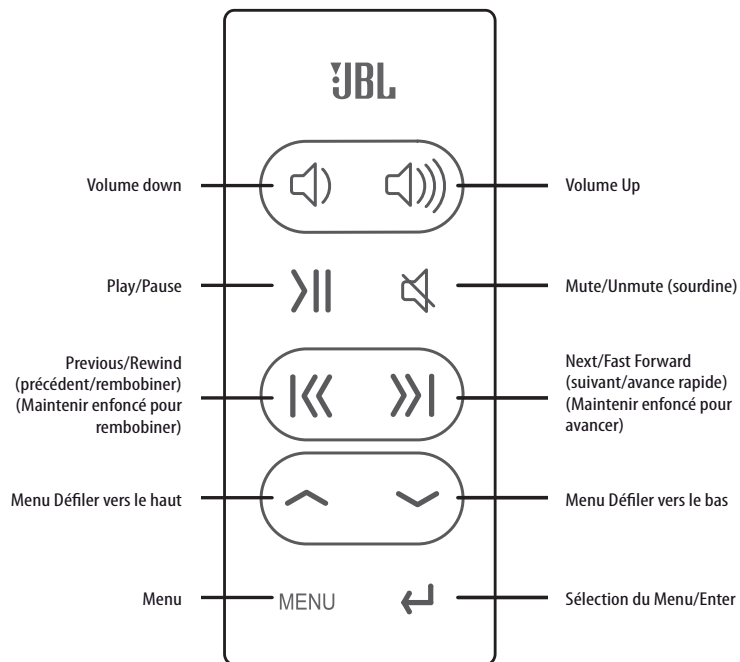 JBL
Volume down
Volume Up
Play/Pause
Mute/Unmute (sourdine)
Previous/Rewind
(précédent/rembobiner)
(Maintenir enfoncé pour
rembobiner)
Next/Fast Forward
(suivant/avance rapide)
(Maintenir enfoncé pour
avancer)
Menu Défiler vers le haut
Menu Défiler vers le bas
Menu
MENU
Sélection du Menu/Enter